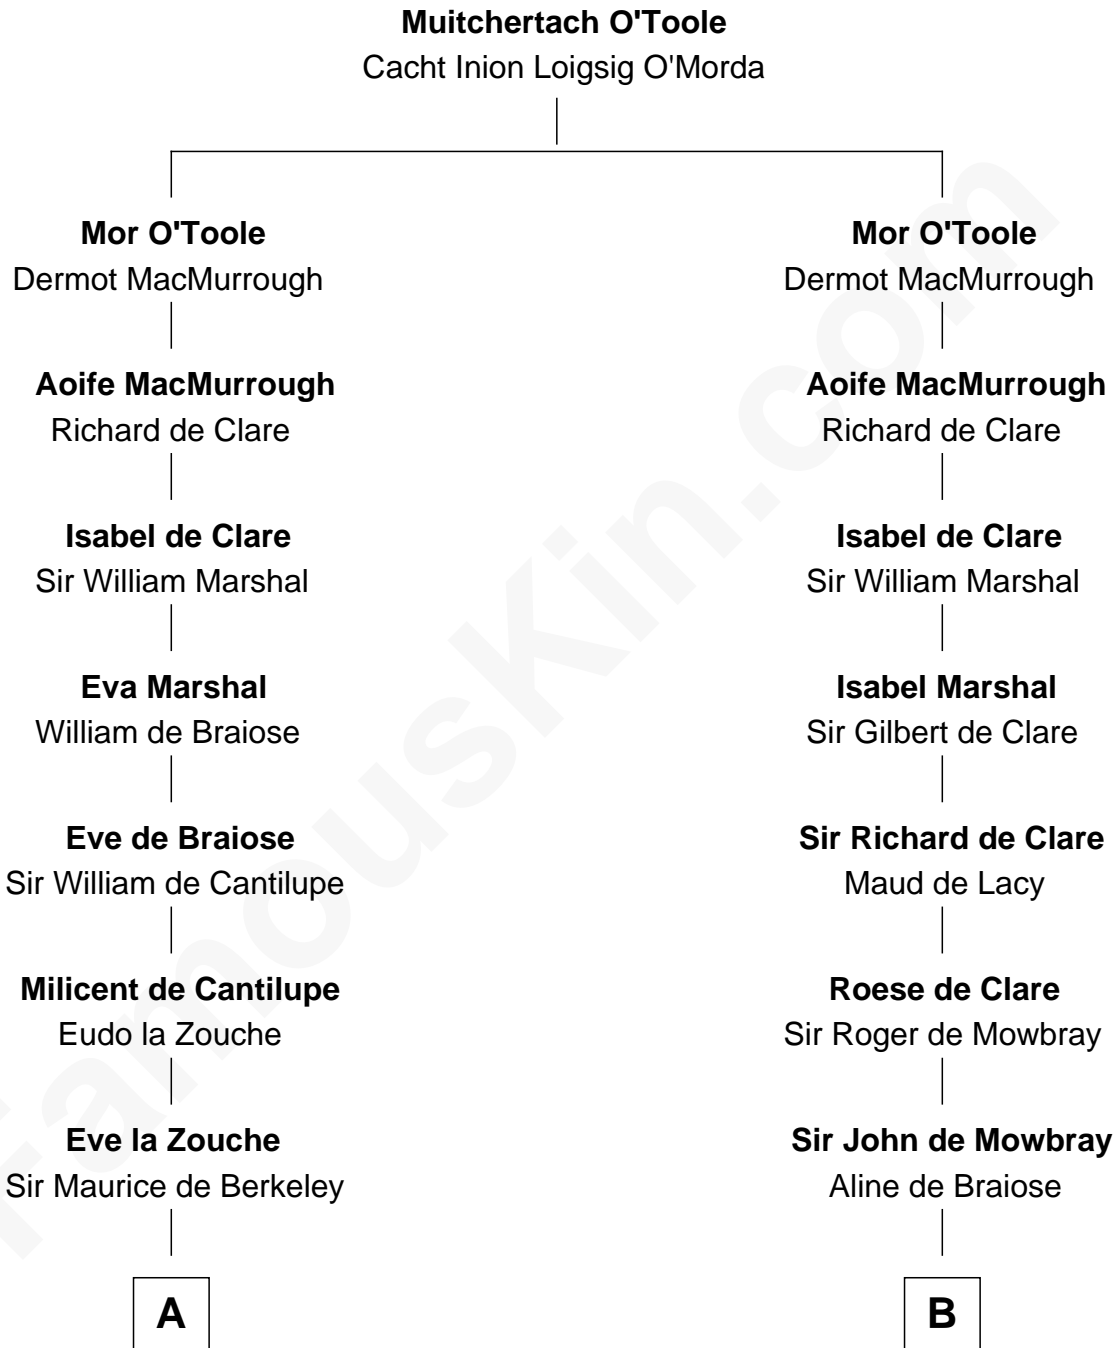 Muitchertach O'Toole
Cacht Inion Loigsig O'Morda
Mor O'Toole
Dermot MacMurrough
Aoife MacMurrough
Richard de Clare
Isabel de Clare
Sir William Marshal
Eva Marshal
William de Braiose
Eve de Braiose
Sir William de Cantilupe
Milicent de Cantilupe
Eudo la Zouche
Eve la Zouche
Sir Maurice de Berkeley
A
Mor O'Toole
Dermot MacMurrough
Aoife MacMurrough
Richard de Clare
Isabel de Clare
Sir William Marshal
Isabel Marshal
Sir Gilbert de Clare
Sir Richard de Clare
Maud de Lacy
Roese de Clare
Sir Roger de Mowbray
Sir John de Mowbray
Aline de Braiose
B
FamousKin.com